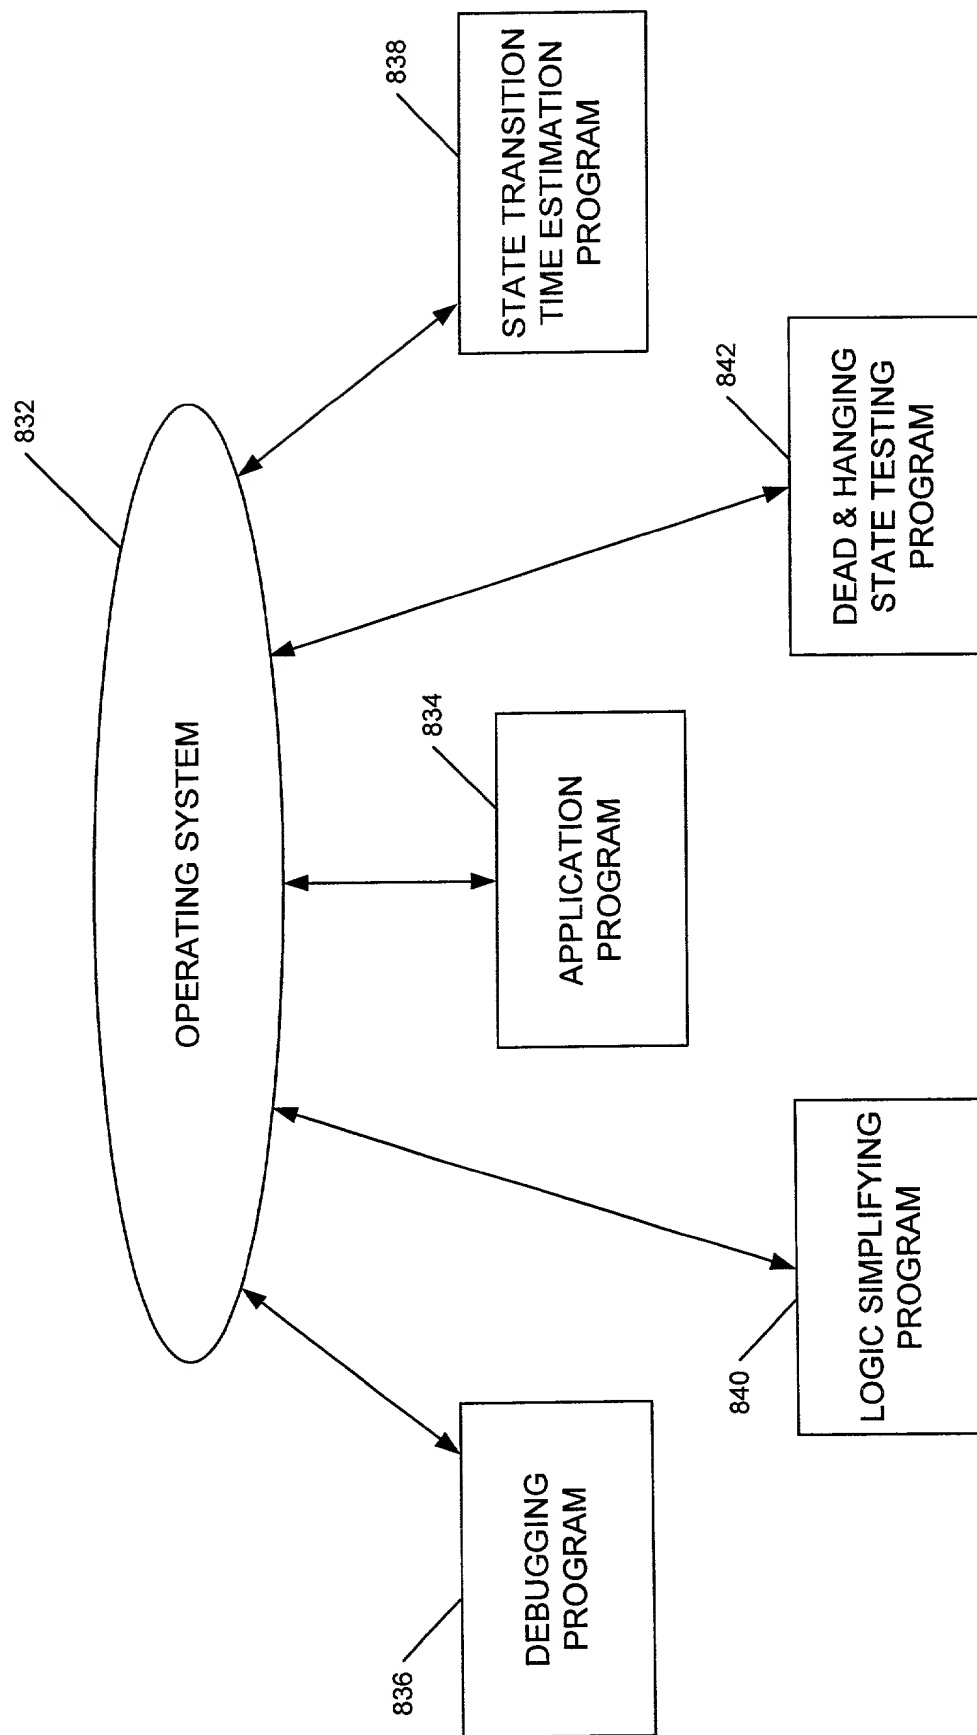 832
OPERATING SYSTEM
836
DEBUGGING
PROGRAM
840
LOGIC SIMPLIFYING
PROGRAM
834
APPLICATION
PROGRAM
842
DEAD & HANGING
STATE TESTING
PROGRAM
838
STATE TRANSITION
TIME ESTIMATION
PROGRAM